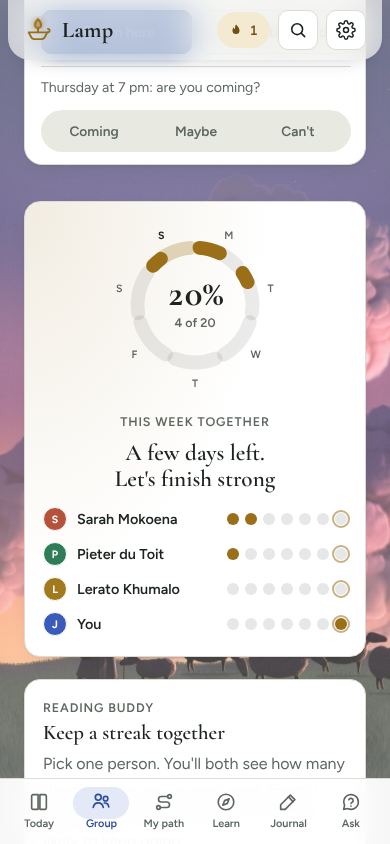 Lamp
1
Thursday at 7 pm: are you coming?
Coming
Maybe
Can't
S
M
S
T
20%
4 of 20
F
W
T
THIS WEEK TOGETHER
A few days left.
Let's finish strong
S Sarah Mokoena
P Pieter du Toit
L Lerato Khumalo
J You
READING BUDDY
Keep a streak together
Pick one person. You'll both see how many
Today
Group
My path
Learn
Journal
Ask